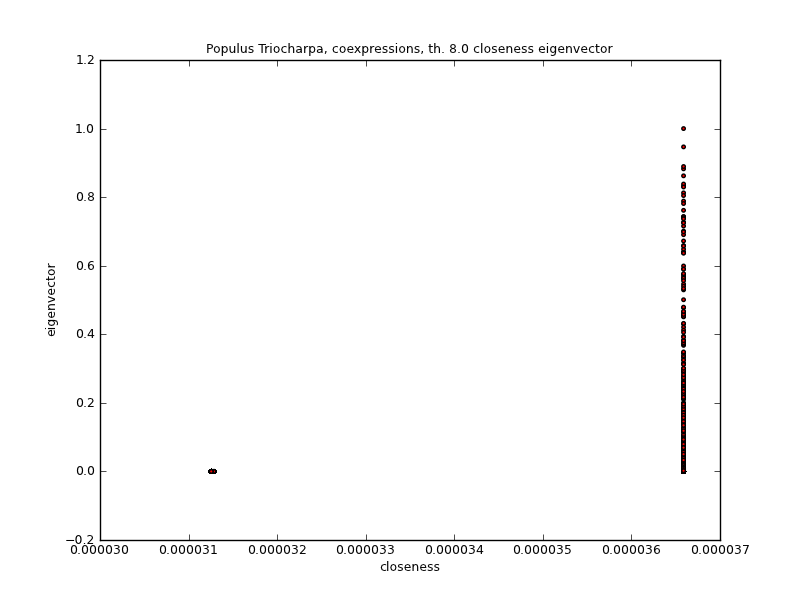 Populus Triocharpa, coexpressions, th. 8.0 closeness eigenvector
1.2
1.0
0.8
0.6
0.4
0.2
0.0
−0.2
eigenvector
0.000030 0.000031 0.000032 0.000033 0.000034 0.000035 0.000036 0.000037
closeness